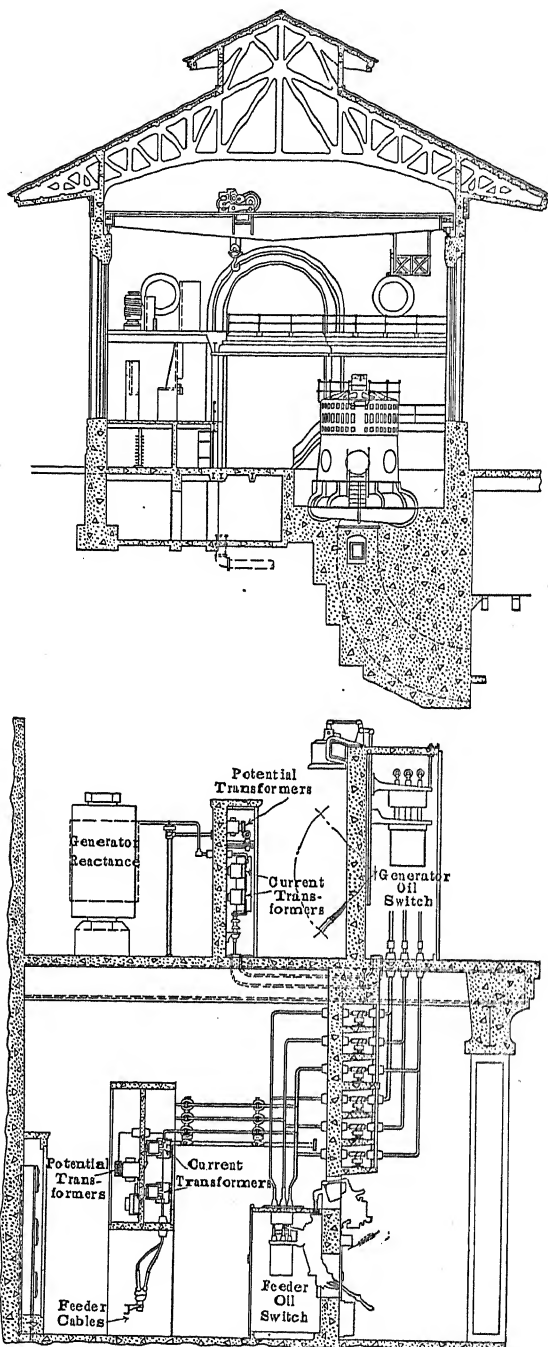 Potential
Transformers
Generator
Reactance
Current
Trans-
formers
Generator
Oil
Switch
Potential
Trans-
formers
Current
Transformers
Feeder
Cables
Feeder
Oil
Switch